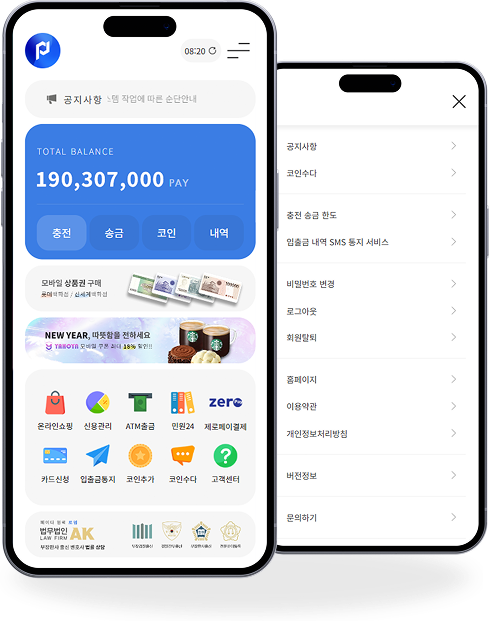 08:20
공지사항
템 작업에 따른 순단안내
TOTAL BALANCE
190,307,000 PAY
충전 송금 코인 내역
모바일 상품권 구매
롯데백화점 / 신세계백화점
NEW YEAR, 따뜻함을 전하세요
모바일 쿠폰 최대 18% 할인!!
온라인쇼핑 신용관리 ATM출금 민원24 제로페이결제
zero
카드신청 입출금통지 코인추가 코인수다 고객센터
법무법인 AK
LAW FIRM
부장판사 출신 변호사 법률 상담
공지사항
코인수다
충전 송금 한도
입출금 내역 SMS 통지 서비스
비밀번호 변경
로그아웃
회원탈퇴
홈페이지
이용약관
개인정보처리방침
버전정보
문의하기